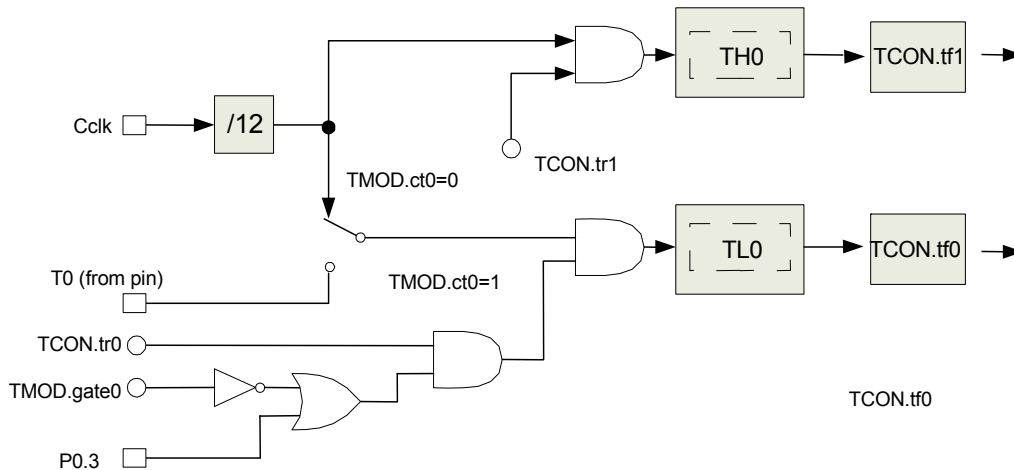 TH0
TCON.tf1
Cclk
/12
TCON.tr1
TMOD.ct0=0
TL0
TCON.tf0
T0 (from pin)
TMOD.ct0=1
TCON.tr0
TMOD.gate0
TCON.tf0
P0.3